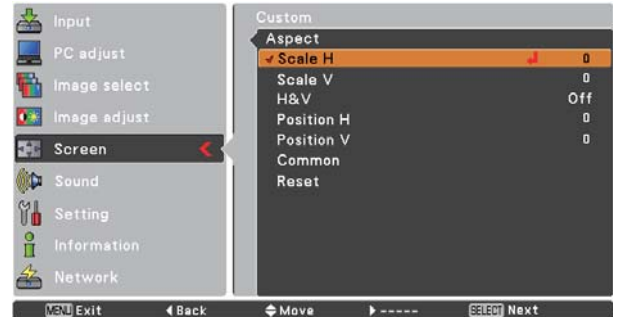 Input
PC adjust
Image select
Image adjust
Screen
Sound
Setting
Information
Network
Custom
Aspect
Scale H 0
Scale V 0
H&V Off
Position H 0
Position V 0
Common
Reset
MENU Exit Back Move ----- SELECT Next